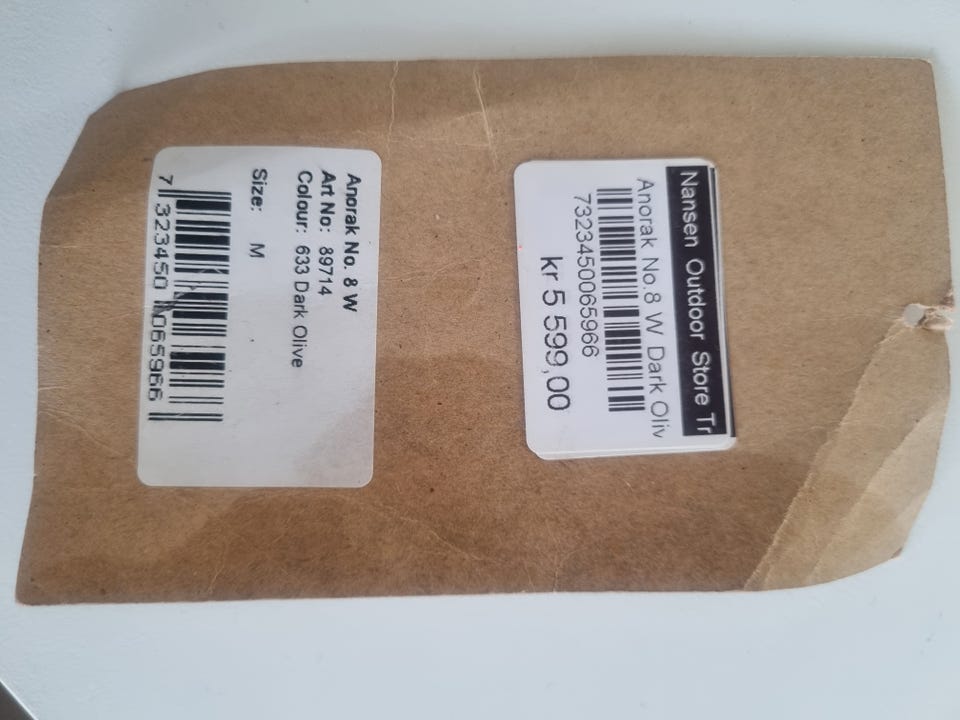 Nansen Outdoor Store Tr
Anorak No.8 W Dark Oliv
7323450065966
kr 5 599,00
Anorak No. 8 W
Art No: 89714
Colour: 633 Dark Olive
Size: M
7 323450 065966